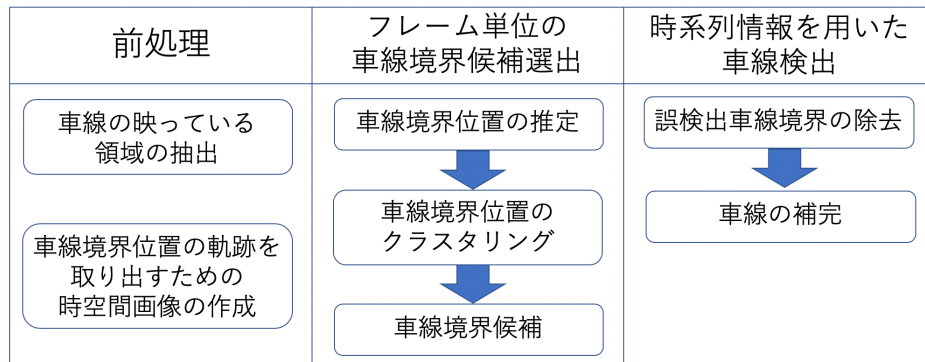 前処理
フレーム単位の
車線境界候補選出
時系列情報を用いた
車線検出
車線の映っている
領域の抽出
車線境界位置の軌跡を
取り出すための
時空間画像の作成
車線境界位置の推定
車線境界位置の
クラスタリング
車線境界候補
誤検出車線境界の除去
車線の補完